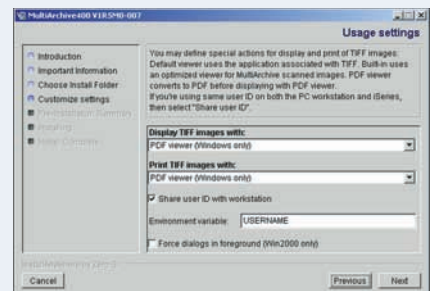 MultiArchive400 V1R5M0-007
Usage settings
Introduction
Important Information
Choose Install Folder
Customize settings
Pre-Installation Summary
Installing
Install Complete
You may define special actions for display and print of TIFF images:
Default viewer uses the application associated with TIFF. Built-in uses
an optimized viewer for MultiArchive scanned images. PDF viewer
converts to PDF before displaying with PDF viewer.
If you're using same user ID on both the PC workstation and iSeries,
then select "Share user ID".
Display TIFF images with:
PDF viewer (Windows only)
Print TIFF images with:
PDF viewer (Windows only)
Share user ID with workstation
Environment variable: USERNAME
Force dialogs in foreground (Win2000 only)
Cancel
Previous
Next